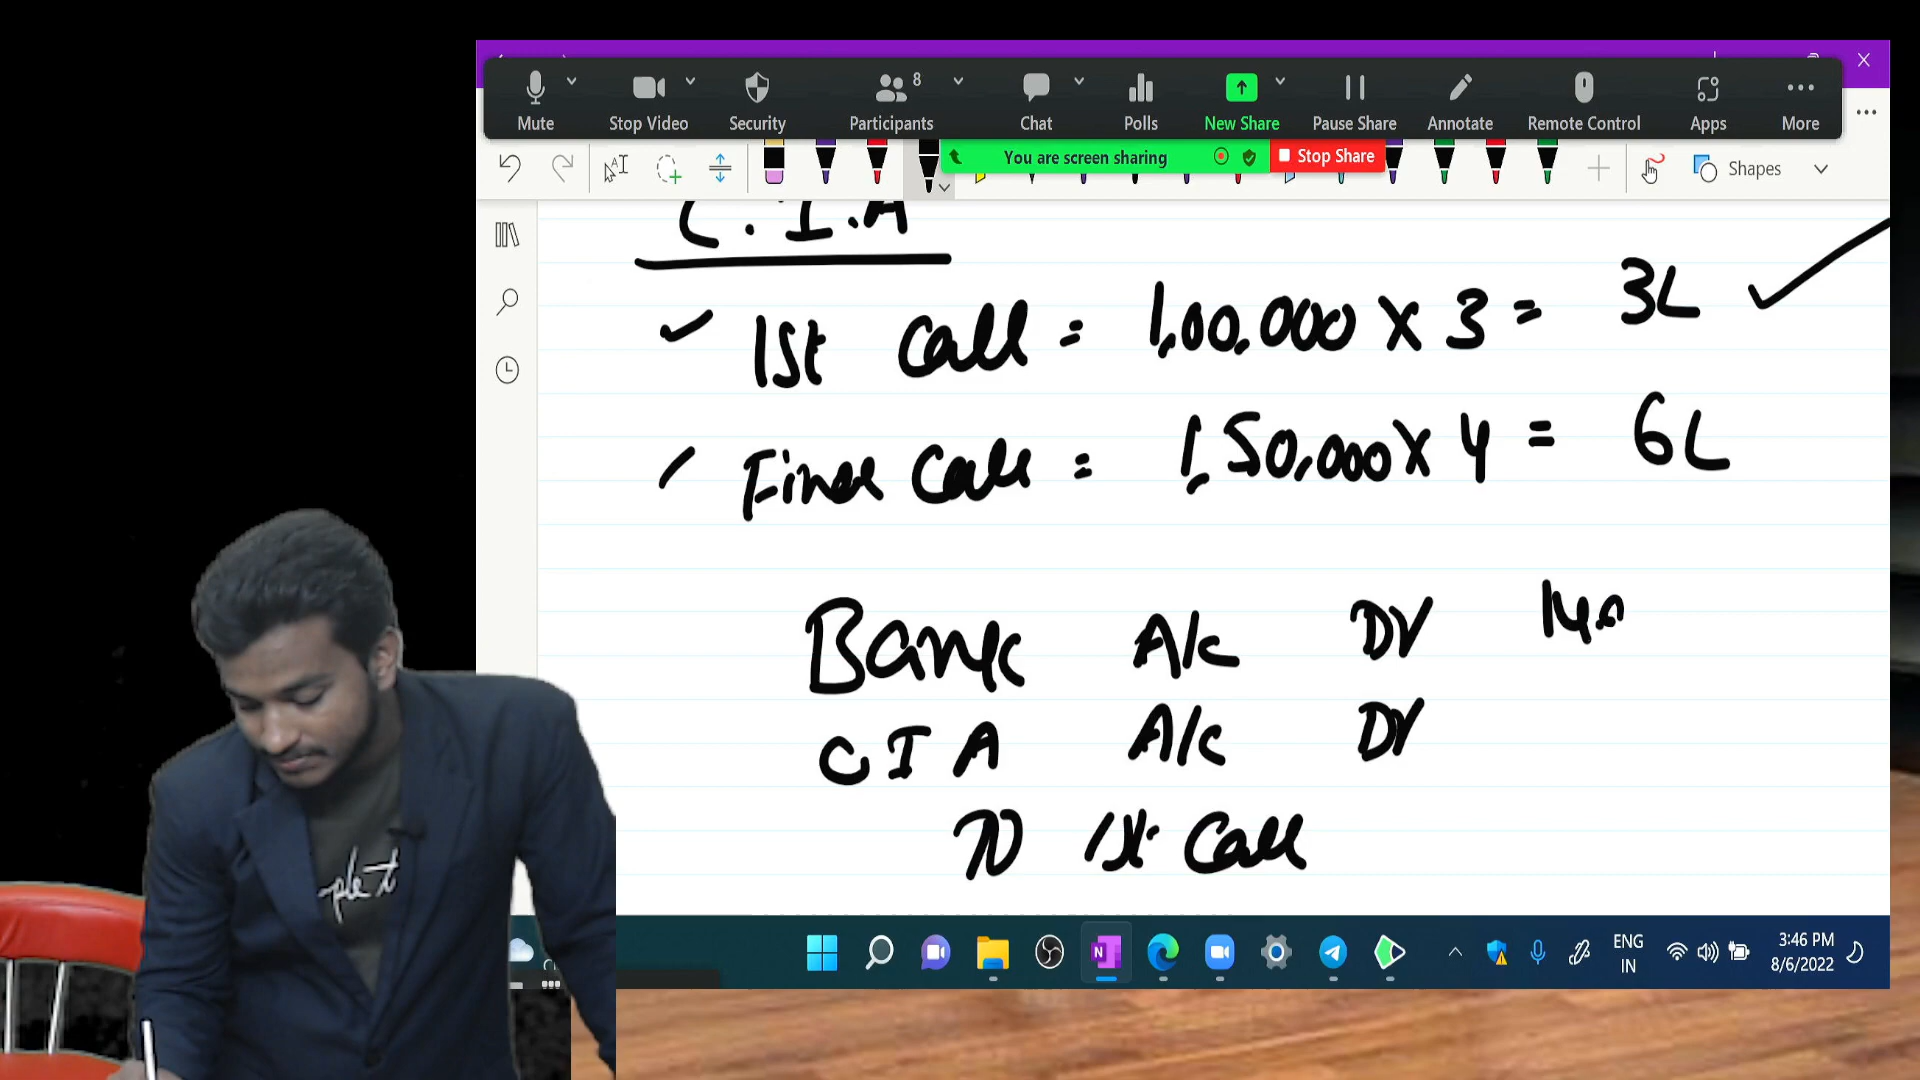 Mute
Stop Video
Security
Participants 8
Chat
Polls
New Share
Pause Share
Annotate
Remote Control
Apps
More
You are screen sharing
Stop Share
Shapes
C.I.A
1st Call = 1,00,000 X 3 = 3L
Final Call = 1,50,000 X 4 = 6L
Bank A/c Dr
C I A A/c Dr
To 1st Call
plet
ENG
IN
3:46 PM
8/6/2022